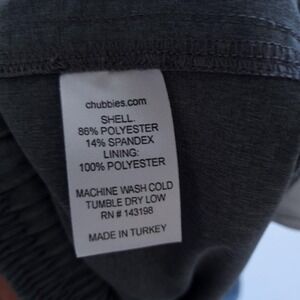 chubbies.com
SHELL:
86% POLYESTER
14% SPANDEX
LINING:
100% POLYESTER
MACHINE WASH COLD
TUMBLE DRY LOW
RN # 143198
MADE IN TURKEY